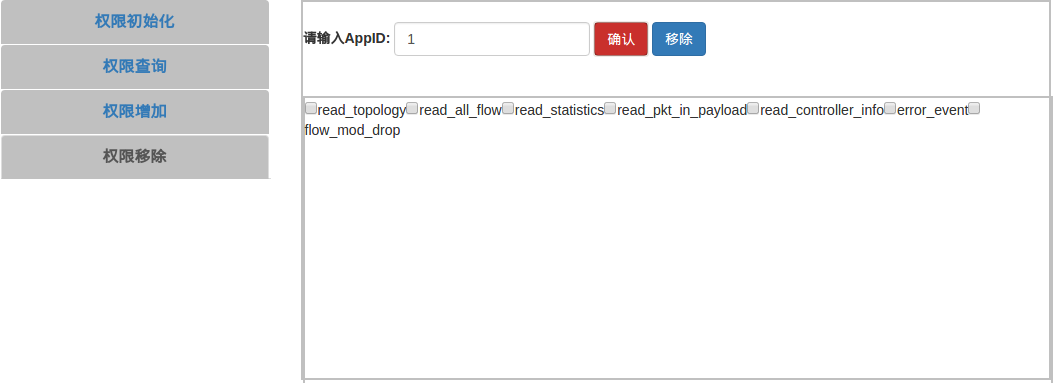 权限初始化
权限查询
权限增加
权限移除
请输入AppID: 1 确认 移除
read_topology read_all_flow read_statistics read_pkt_in_payload read_controller_info error_event
flow_mod_drop